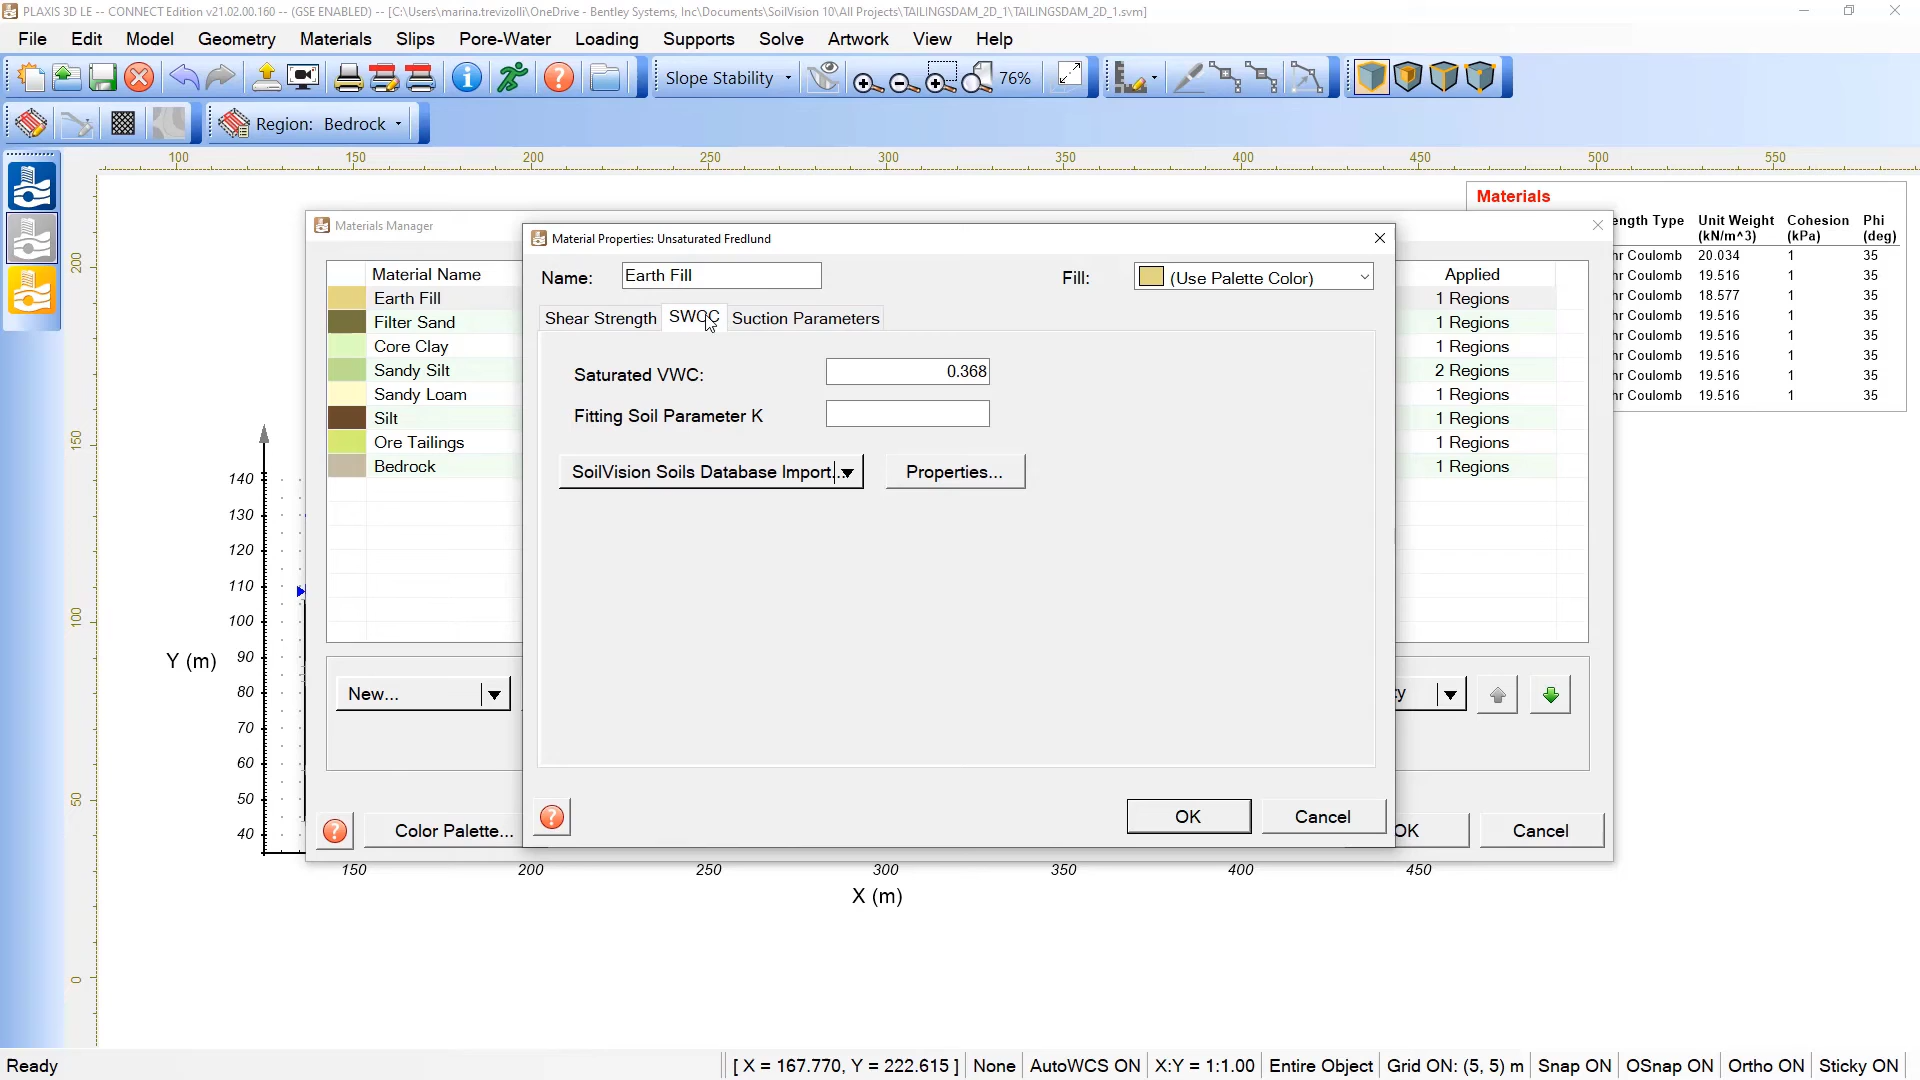 PLAXIS 3D LE -- CONNECT Edition v21.02.00.160 -- (GSE ENABLED) -- [C:\Users\marina.trevizolli\OneDrive - Bentley Systems, Inc\Documents\SoilVision 10\All Projects\TAILINGSDAM_2D_1\TAILINGSDAM_2D_1.svm]
File Edit Model Geometry Materials Slips Pore-Water Loading Supports Solve Artwork View Help
Slope Stability 76%
Region: Bedrock
100 150 200 250 300 350 400 450 500 550
Materials
ength Type Unit Weight (kN/m^3) Cohesion (kPa) Phi (deg)
hr Coulomb 20.034 1 35
hr Coulomb 19.516 1 35
hr Coulomb 18.577 1 35
hr Coulomb 19.516 1 35
hr Coulomb 19.516 1 35
hr Coulomb 19.516 1 35
hr Coulomb 19.516 1 35
hr Coulomb 19.516 1 35
Materials Manager
Material Name Applied
Earth Fill 1 Regions
Filter Sand 1 Regions
Core Clay 1 Regions
Sandy Silt 2 Regions
Sandy Loam 1 Regions
Silt 1 Regions
Ore Tailings 1 Regions
Bedrock 1 Regions
New...
ty
Color Palette...
OK Cancel
Material Properties: Unsaturated Fredlund
Name: Earth Fill Fill: (Use Palette Color)
Shear Strength SWCC Suction Parameters
Saturated VWC: 0.368
Fitting Soil Parameter K
SoilVision Soils Database Import... Properties...
OK Cancel
200
150
100
50
0
140
130
120
110
100
90
80
70
60
50
40
Y (m)
150 200 250 300 350 400 450
X (m)
Ready [ X = 167.770, Y = 222.615 ] None AutoWCS ON X:Y = 1:1.00 Entire Object Grid ON: (5, 5) m Snap ON OSnap ON Ortho ON Sticky ON